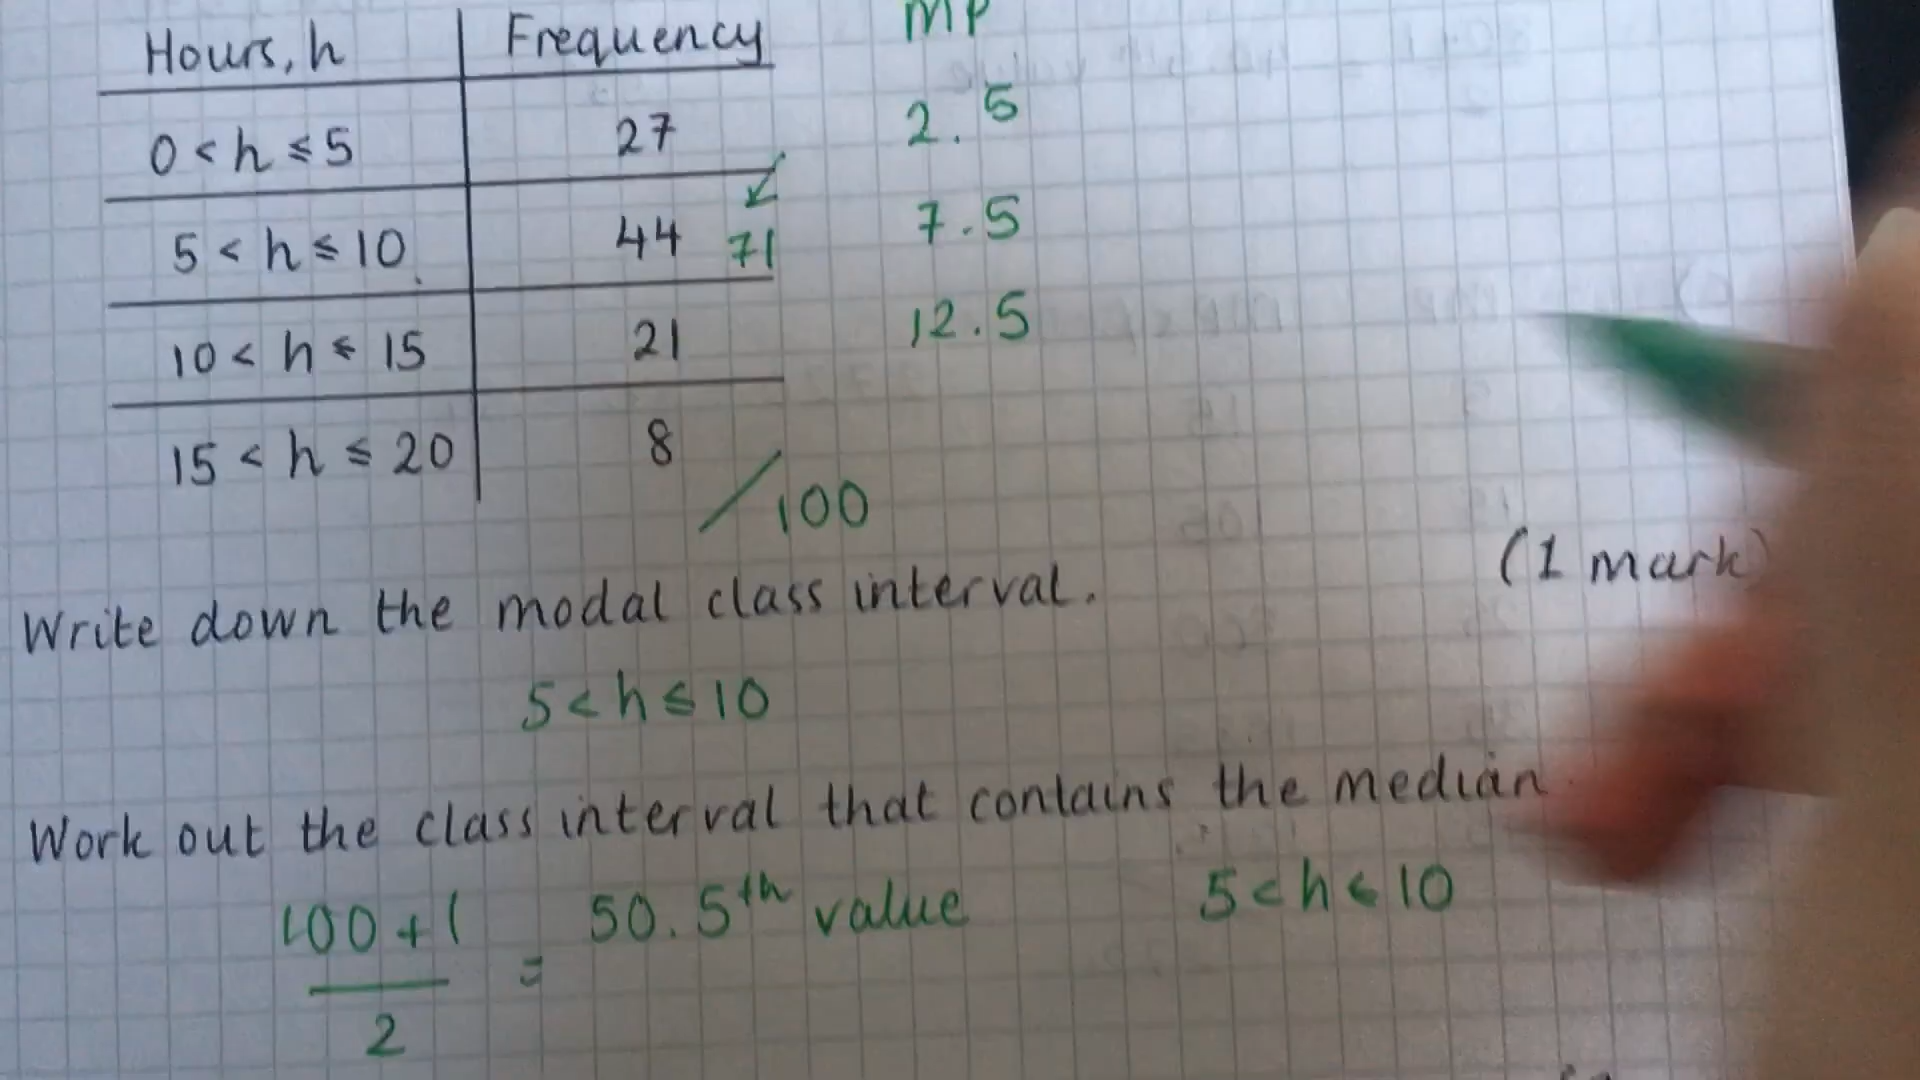 Hours, h Frequency MP
0 < h ≤ 5 27 2.5
5 < h ≤ 10 44 71 7.5
10 < h ≤ 15 21 12.5
15 < h ≤ 20 8
/100
(1 mark)
Write down the modal class interval.
5 < h ≤ 10
Work out the class interval that contains the median
100 + 1 = 50.5th value 5 < h ≤ 10
2